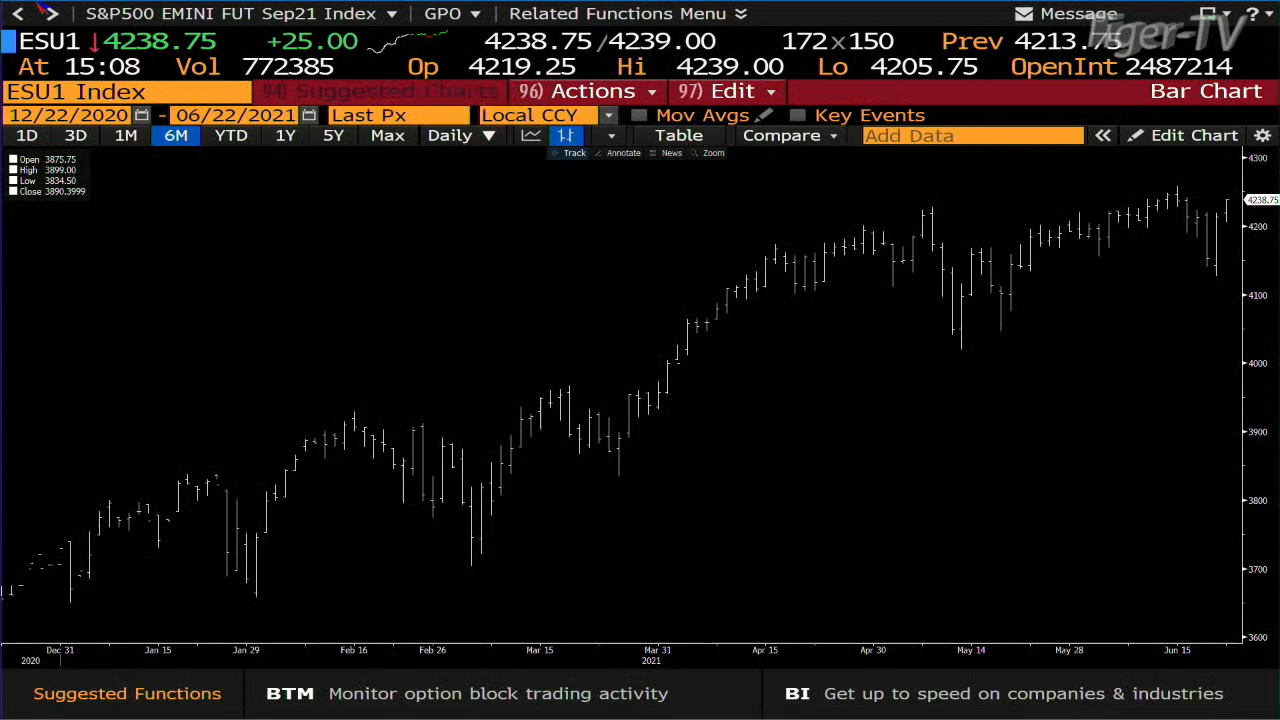 S&P500 EMINI FUT Sep21 Index GPO Related Functions Menu Message ?
ESU1 4238.75 +25.00 4238.75/4239.00 172x150 Prev 4213.75
At 15:08 Vol 772385 Op 4219.25 Hi 4239.00 Lo 4205.75 OpenInt 2487214
ESU1 Index 94) Suggested Charts 96) Actions 97) Edit Bar Chart
12/22/2020 - 06/22/2021 Last Px Local CCY Mov Avgs Key Events
1D 3D 1M 6M YTD 1Y 5Y Max Daily Table Compare Add Data Edit Chart
Track Annotate News Zoom
Open 3875.75
High 3899.00
Low 3834.50
Close 3890.3999
4300
4238.75
4200
4100
4000
3900
3800
3700
3600
Dec 31 Jan 15 Jan 29 Feb 16 Feb 26 Mar 15 Mar 31 Apr 15 Apr 30 May 14 May 28 Jun 15
2020 2021
Suggested Functions BTM Monitor option block trading activity BI Get up to speed on companies & industries